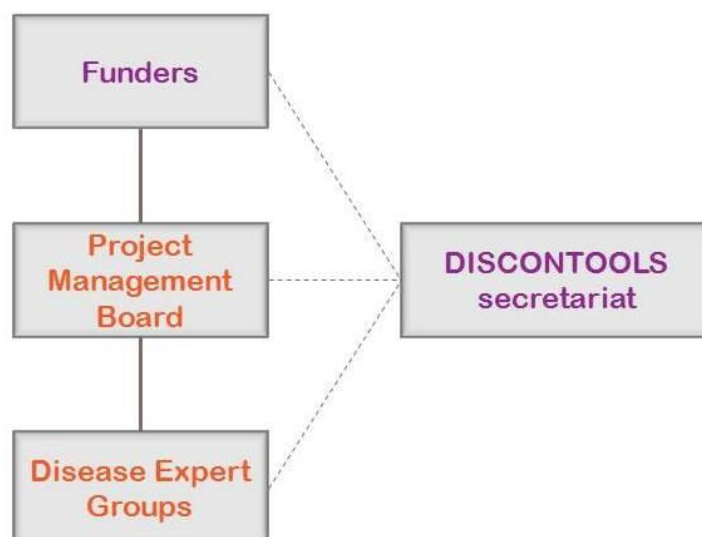 Funders
Project
Management
Board
DISCONTOOLS
secretariat
Disease Expert
Groups